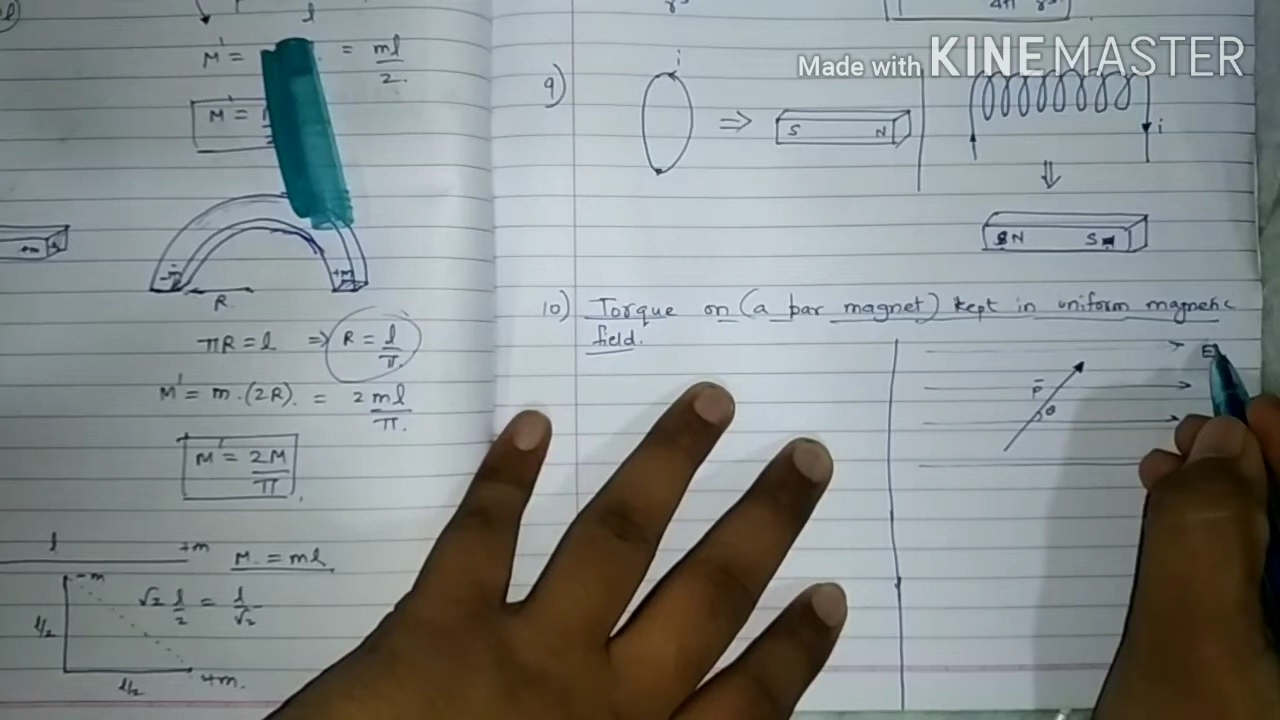 l
M' = = ml/2
M' =
-m +m
R
+m
πR = l ⇒ R = l/π
M' = m.(2R). = 2ml/π.
M' = 2M/π
l +m M = ml
-m
√2 l/2 = l/√2
l/2
l/2 +m.
Made with KINEMASTER
9) i ⇒ S N
i
⇓
N S
10) Torque on (a bar magnet) kept in uniform magnetic
field.
E
p̄
θ